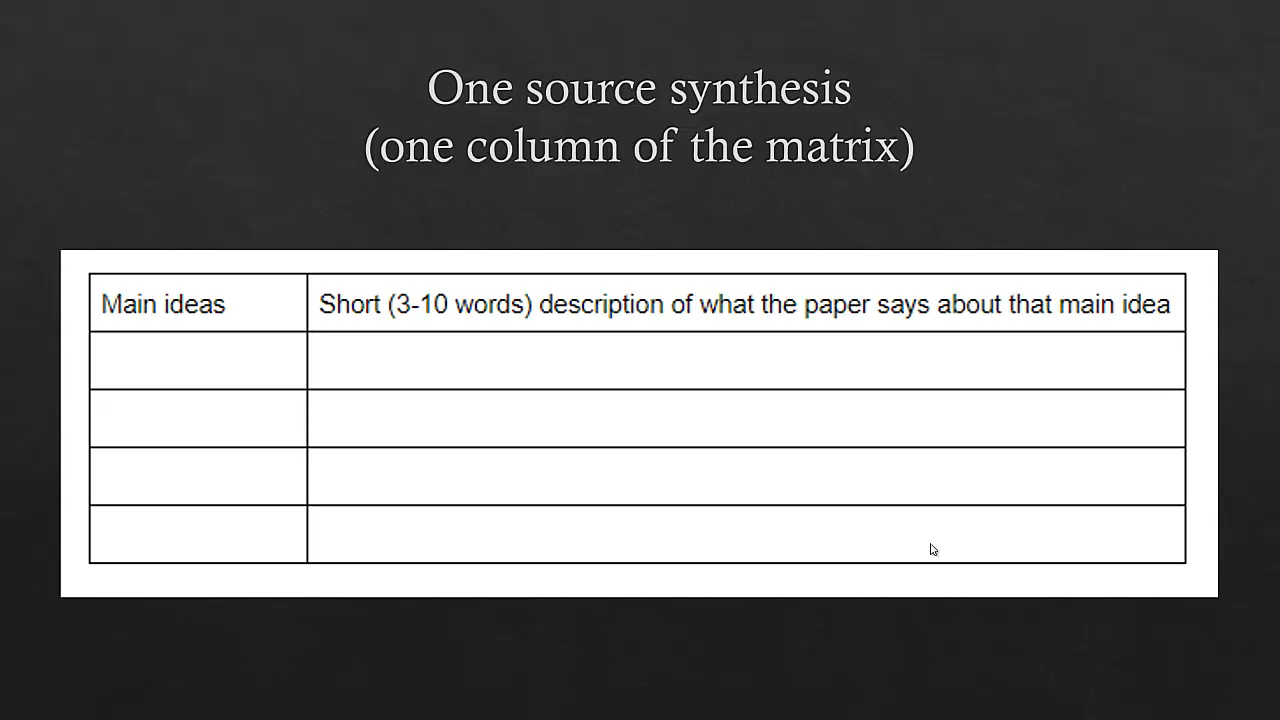 One source synthesis
(one column of the matrix)
Main ideas
Short (3-10 words) description of what the paper says about that main idea